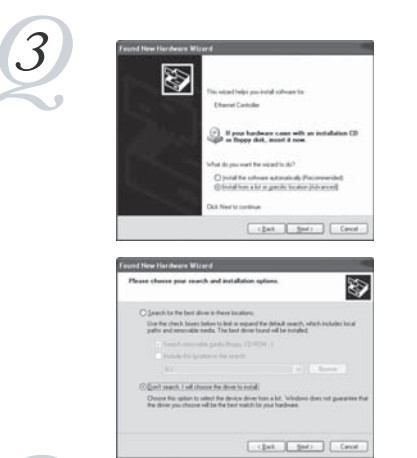 3
Found New Hardware Wizard
This wizard helps you install software for:
Ethernet Controller
If your hardware came with an installation CD
or floppy disk, insert it now.
What do you want the wizard to do?
Install the software automatically (Recommended)
Install from a list or specific location (Advanced)
Click Next to continue.
< Back Next > Cancel
Found New Hardware Wizard
Please choose your search and installation options.
Search for the best driver in these locations.
Use the check boxes below to limit or expand the default search, which includes local
paths and removable media. The best driver found will be installed.
Search removable media (floppy, CD-ROM...)
Include this location in the search:
Browse
Don't search. I will choose the driver to install.
Choose this option to select the device driver from a list. Windows does not guarantee that
the driver you choose will be the best match for your hardware.
< Back Next > Cancel